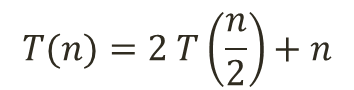 T(n) = 2 T(n/2) + n